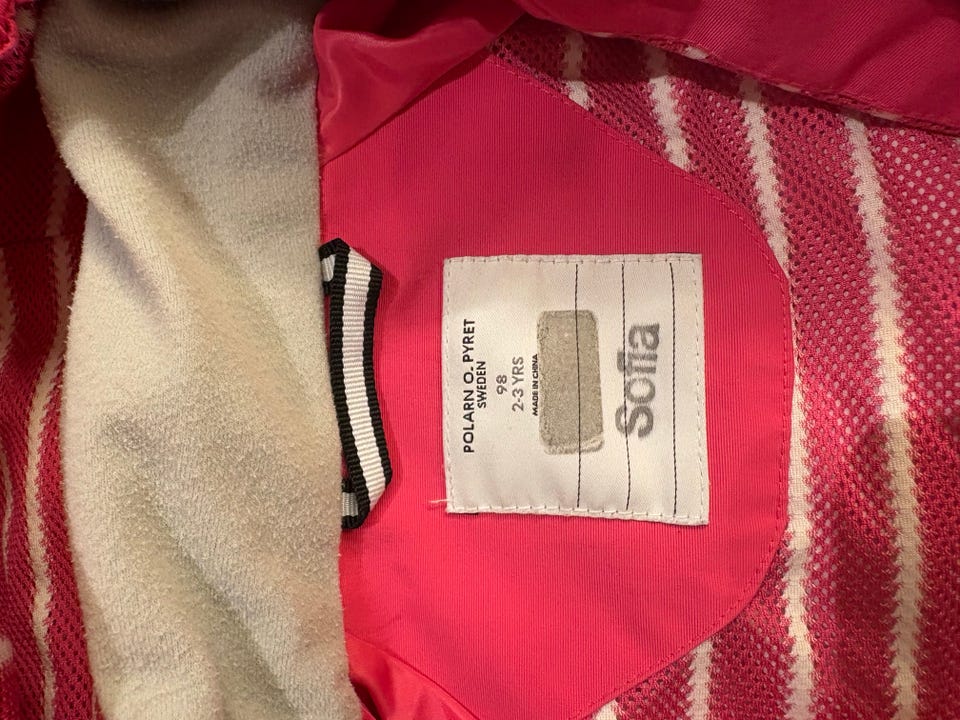 POLARN O. PYRET
SWEDEN
98
2-3 YRS
MADE IN CHINA
Sofia